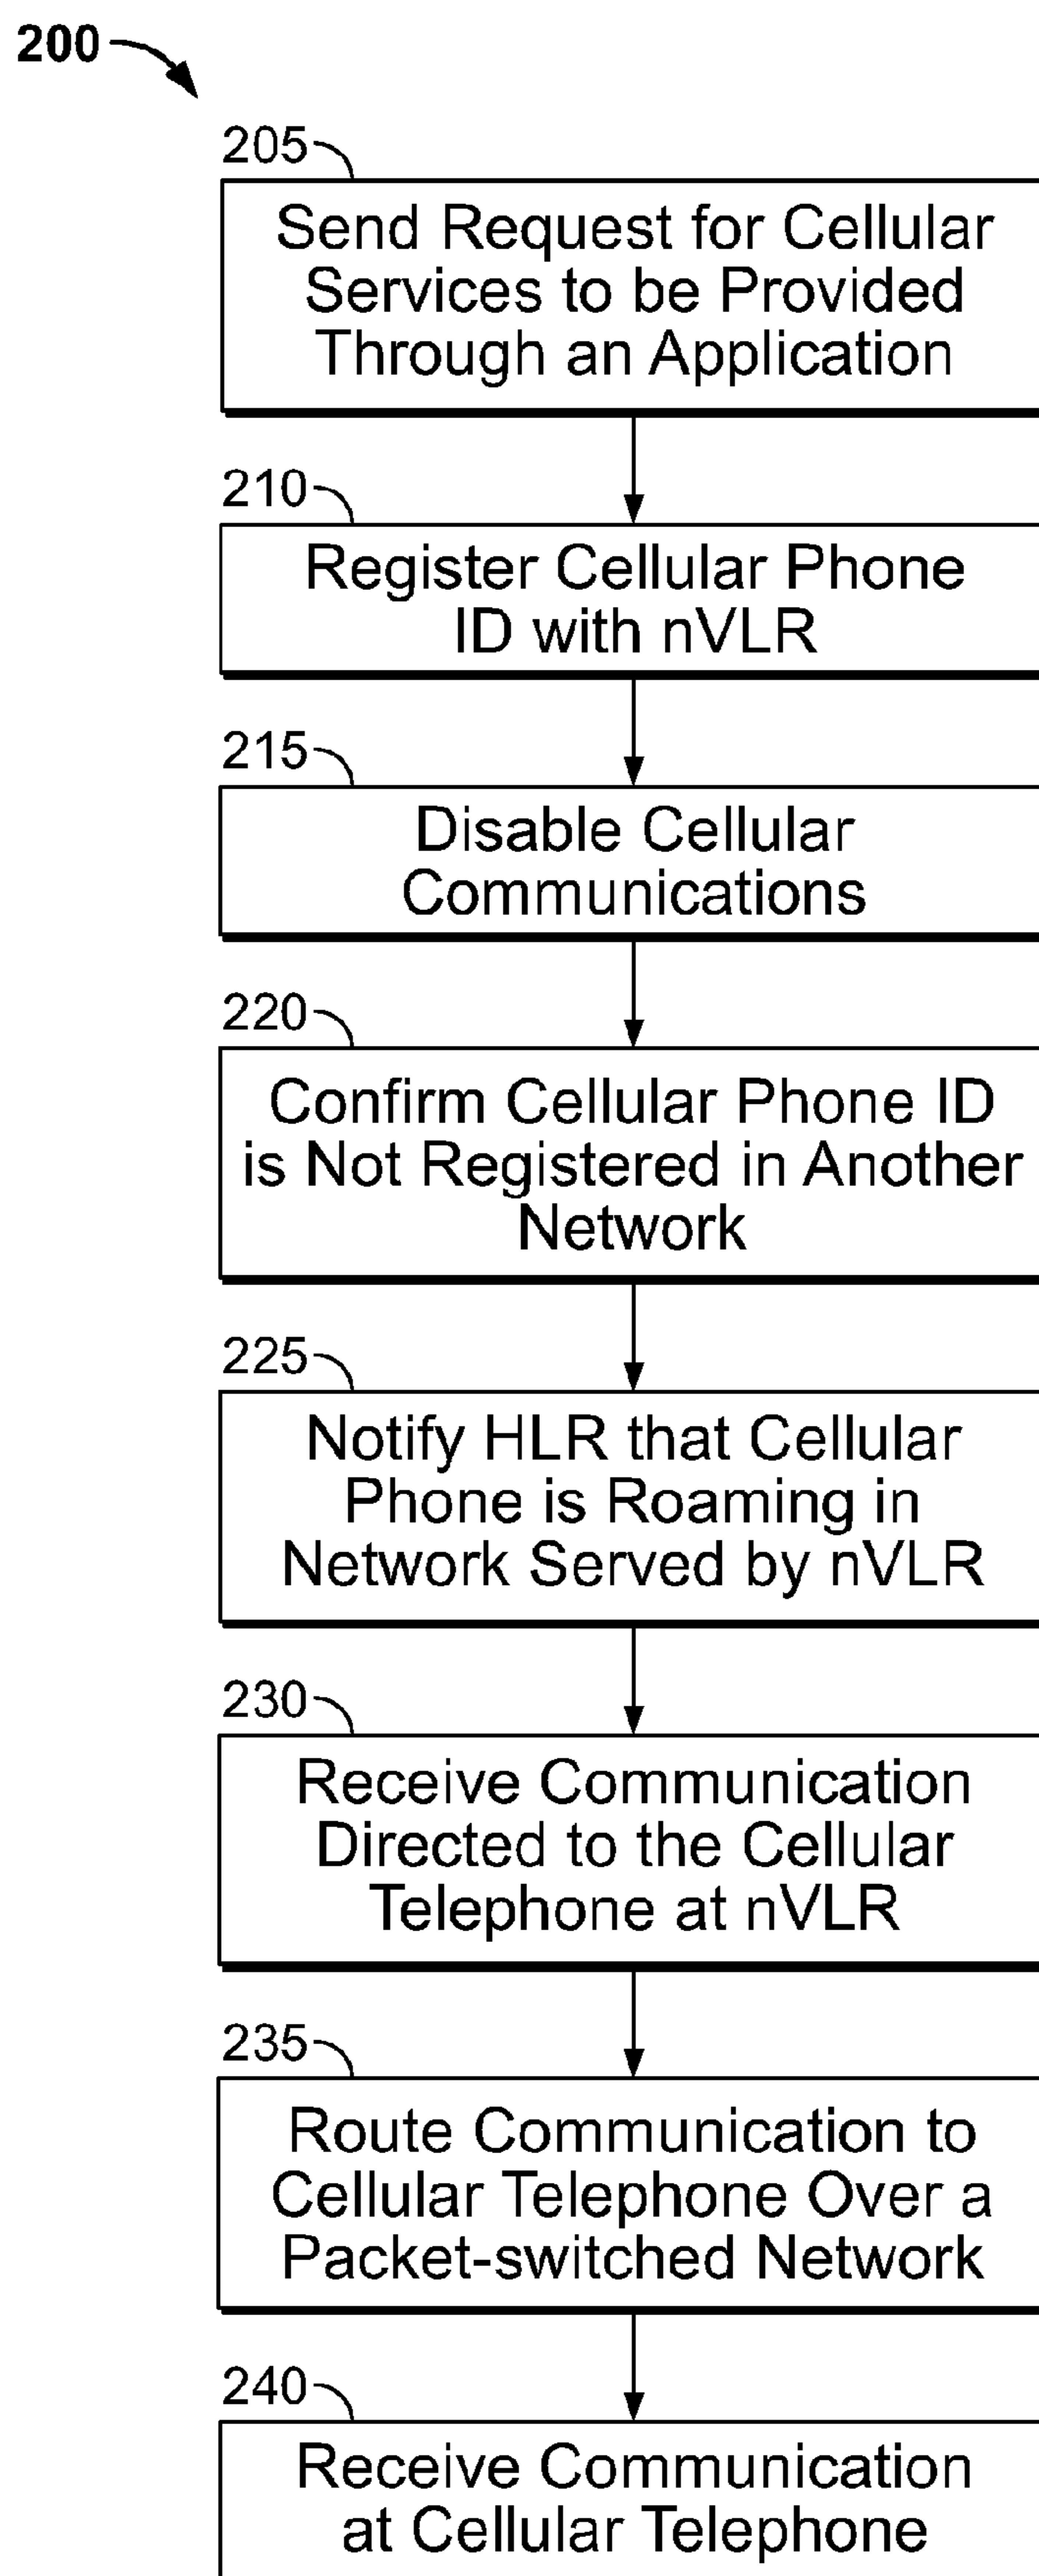 200
205
Send Request for Cellular
Services to be Provided
Through an Application
210
Register Cellular Phone
ID with nVLR
215
Disable Cellular
Communications
220
Confirm Cellular Phone ID
is Not Registered in Another
Network
225
Notify HLR that Cellular
Phone is Roaming in
Network Served by nVLR
230
Receive Communication
Directed to the Cellular
Telephone at nVLR
235
Route Communication to
Cellular Telephone Over a
Packet-switched Network
240
Receive Communication
at Cellular Telephone